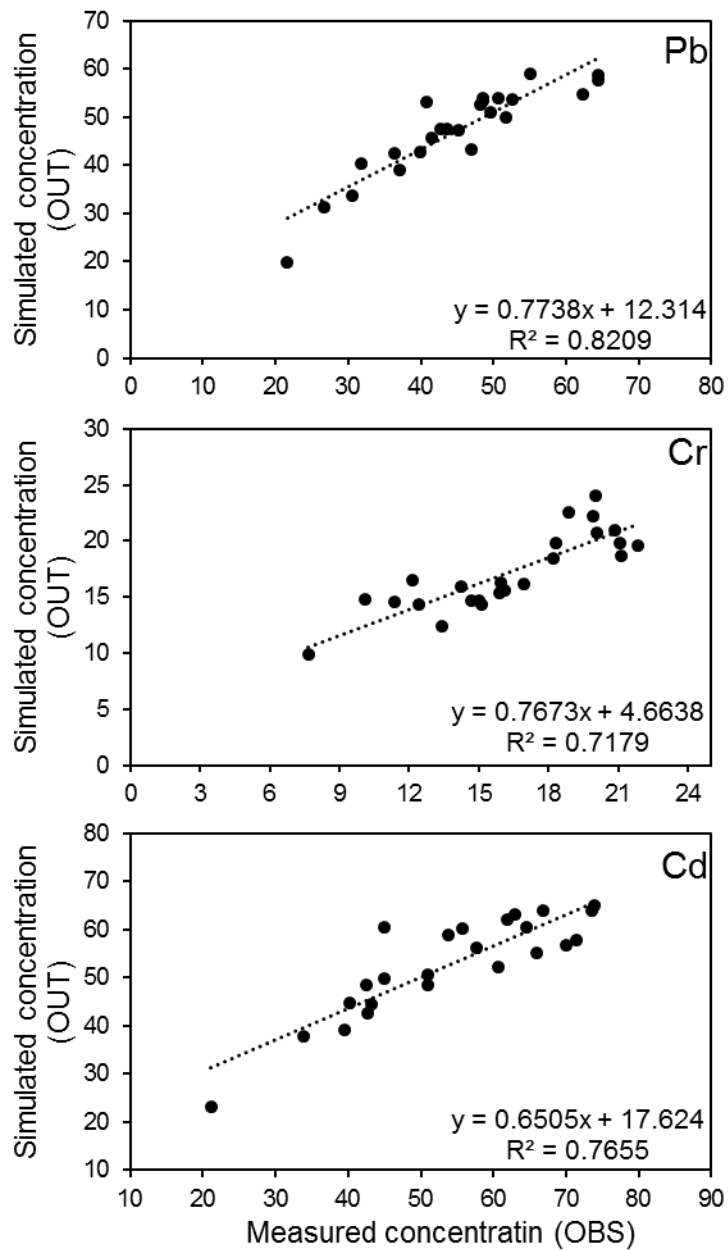 Pb
Simulated concentration
(OUT)
70
60
50
40
30
20
10
0
y = 0.7738x + 12.314
R² = 0.8209
0 10 20 30 40 50 60 70 80
Cr
Simulated concentration
(OUT)
30
25
20
15
10
5
0
y = 0.7673x + 4.6638
R² = 0.7179
0 3 6 9 12 15 18 21 24
Cd
Simulated concentration
(OUT)
80
70
60
50
40
30
20
10
y = 0.6505x + 17.624
R² = 0.7655
10 20 30 40 50 60 70 80 90
Measured concentratin (OBS)